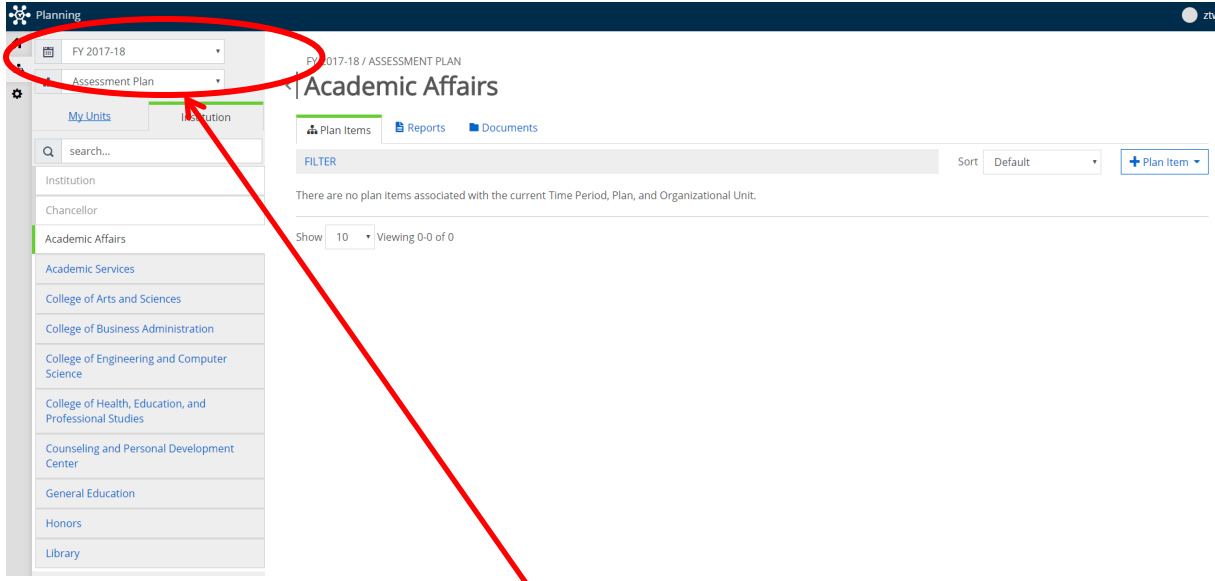 Planning
ztw
FY 2017-18
Assessment Plan
My Units
Institution
search...
Institution
Chancellor
Academic Affairs
Academic Services
College of Arts and Sciences
College of Business Administration
College of Engineering and Computer
Science
College of Health, Education, and
Professional Studies
Counseling and Personal Development
Center
General Education
Honors
Library
FY 2017-18 / ASSESSMENT PLAN
Academic Affairs
Plan Items
Reports
Documents
FILTER
Sort
Default
Plan Item
There are no plan items associated with the current Time Period, Plan, and Organizational Unit.
Show 10 Viewing 0-0 of 0